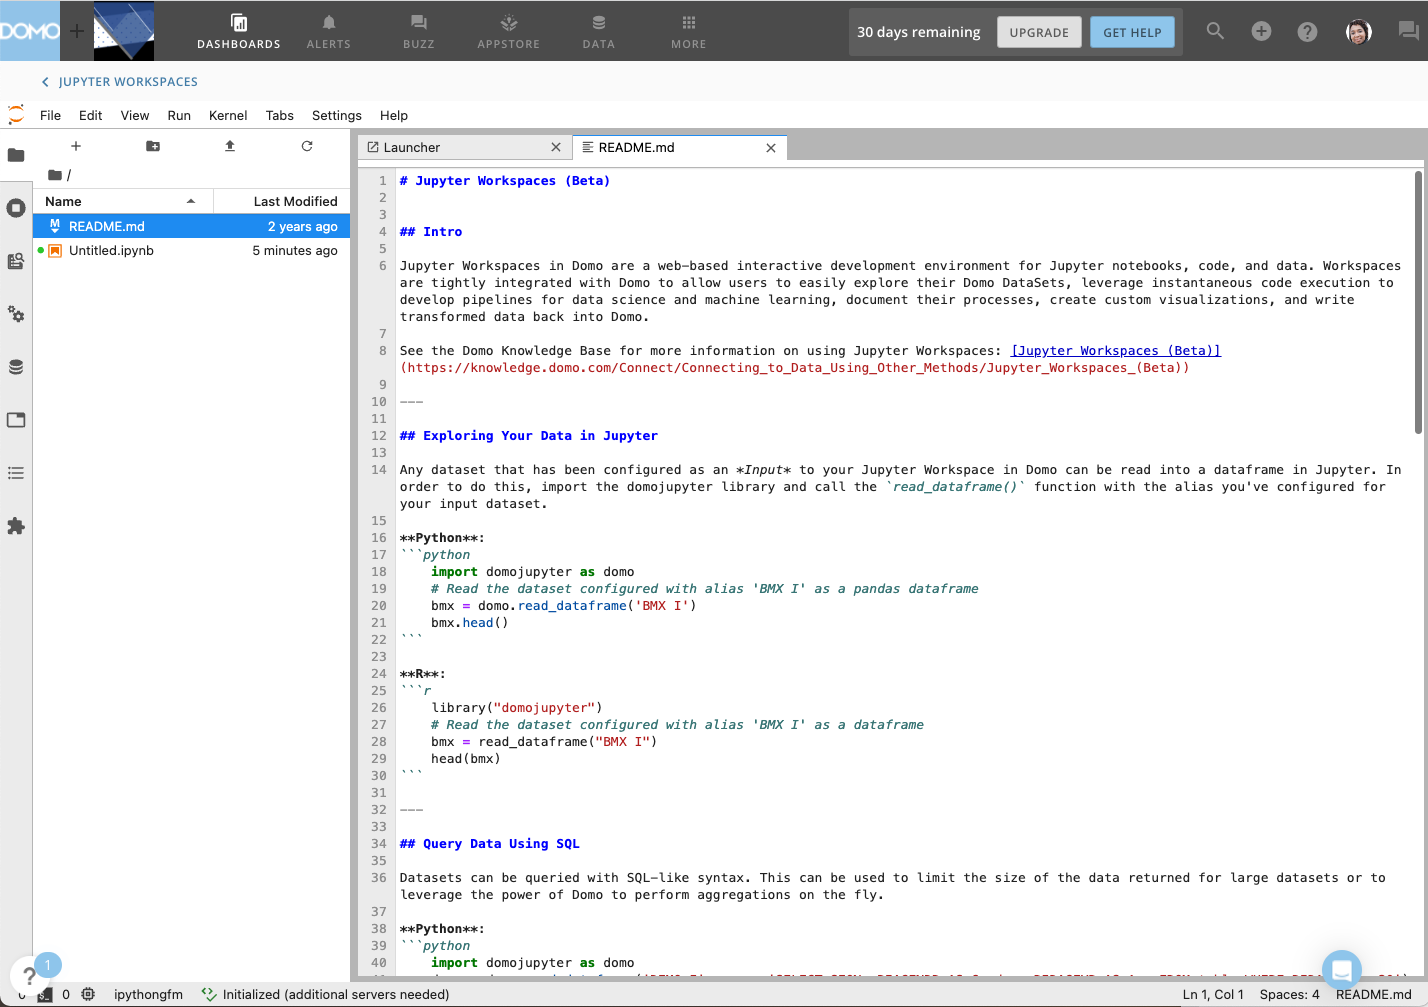 DOMO
DASHBOARDS ALERTS BUZZ APPSTORE DATA MORE
30 days remaining UPGRADE GET HELP
JUPYTER WORKSPACES
File Edit View Run Kernel Tabs Settings Help
Launcher README.md
/
Name Last Modified
README.md 2 years ago
Untitled.ipynb 5 minutes ago
1 # Jupyter Workspaces (Beta)
2
3
4 ## Intro
5
6 Jupyter Workspaces in Domo are a web-based interactive development environment for Jupyter notebooks, code, and data. Workspaces
are tightly integrated with Domo to allow users to easily explore their Domo DataSets, leverage instantaneous code execution to
develop pipelines for data science and machine learning, document their processes, create custom visualizations, and write
transformed data back into Domo.
7
8 See the Domo Knowledge Base for more information on using Jupyter Workspaces: [Jupyter Workspaces (Beta)]
(https://knowledge.domo.com/Connect/Connecting_to_Data_Using_Other_Methods/Jupyter_Workspaces_(Beta))
9
10 ---
11
12 ## Exploring Your Data in Jupyter
13
14 Any dataset that has been configured as an *Input* to your Jupyter Workspace in Domo can be read into a dataframe in Jupyter. In
order to do this, import the domojupyter library and call the `read_dataframe()` function with the alias you've configured for
your input dataset.
15
16 **Python**:
17 ```python
18 import domojupyter as domo
19 # Read the dataset configured with alias 'BMX I' as a pandas dataframe
20 bmx = domo.read_dataframe('BMX I')
21 bmx.head()
22 ```
23
24 **R**:
25 ```r
26 library("domojupyter")
27 # Read the dataset configured with alias 'BMX I' as a dataframe
28 bmx = read_dataframe("BMX I")
29 head(bmx)
30 ```
31
32 ---
33
34 ## Query Data Using SQL
35
36 Datasets can be queried with SQL-like syntax. This can be used to limit the size of the data returned for large datasets or to
leverage the power of Domo to perform aggregations on the fly.
37
38 **Python**:
39 ```python
40 import domojupyter as domo
? 1
0 ipythongfm Initialized (additional servers needed) Ln 1, Col 1 Spaces: 4 README.md